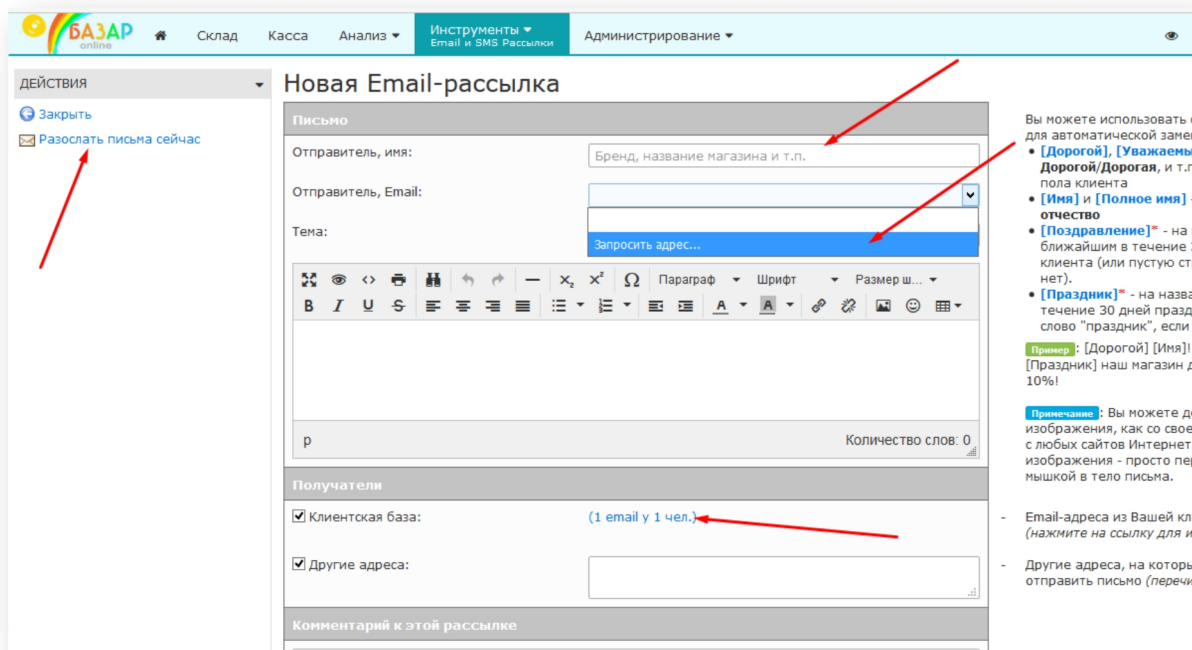 БАЗАР
online
Склад
Касса
Анализ
Инструменты
Email и SMS Рассылки
Администрирование
ДЕЙСТВИЯ
Закрыть
Разослать письма сейчас
Новая Email-рассылка
Письмо
Отправитель, имя:
Бренд, название магазина и т.п.
Отправитель, Email:
Запросить адрес...
Тема:
Параграф
Шрифт
Размер ш...
p
Количество слов: 0
Получатели
Клиентская база:
(1 email у 1 чел.)
Другие адреса:
Комментарий к этой рассылке
Вы можете использовать
для автоматической заме
[Дорогой], [Уважаемы
Дорогой/Дорогая, и т.п
пола клиента
[Имя] и [Полное имя] -
отчество
[Поздравление]* - на
ближайшим в течение
клиента (или пустую ст
нет).
[Праздник]* - на назва
течение 30 дней празд
слово "праздник", если
Пример : [Дорогой] [Имя]!
[Праздник] наш магазин
10%!
Примечание : Вы можете д
изображения, как со свое
с любых сайтов Интернет
изображения - просто пе
мышкой в тело письма.
- Email-адреса из Вашей кл
(нажмите на ссылку для и
- Другие адреса, на которы
отправить письмо (перечи